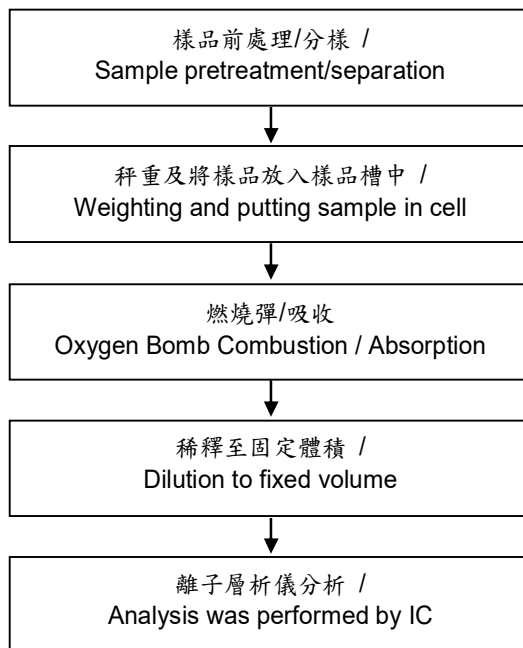 樣品前處理/分樣 /
Sample pretreatment/separation
秤重及將樣品放入樣品槽中 /
Weighting and putting sample in cell
燃燒彈/吸收
Oxygen Bomb Combustion / Absorption
稀釋至固定體積 /
Dilution to fixed volume
離子層析儀分析 /
Analysis was performed by IC